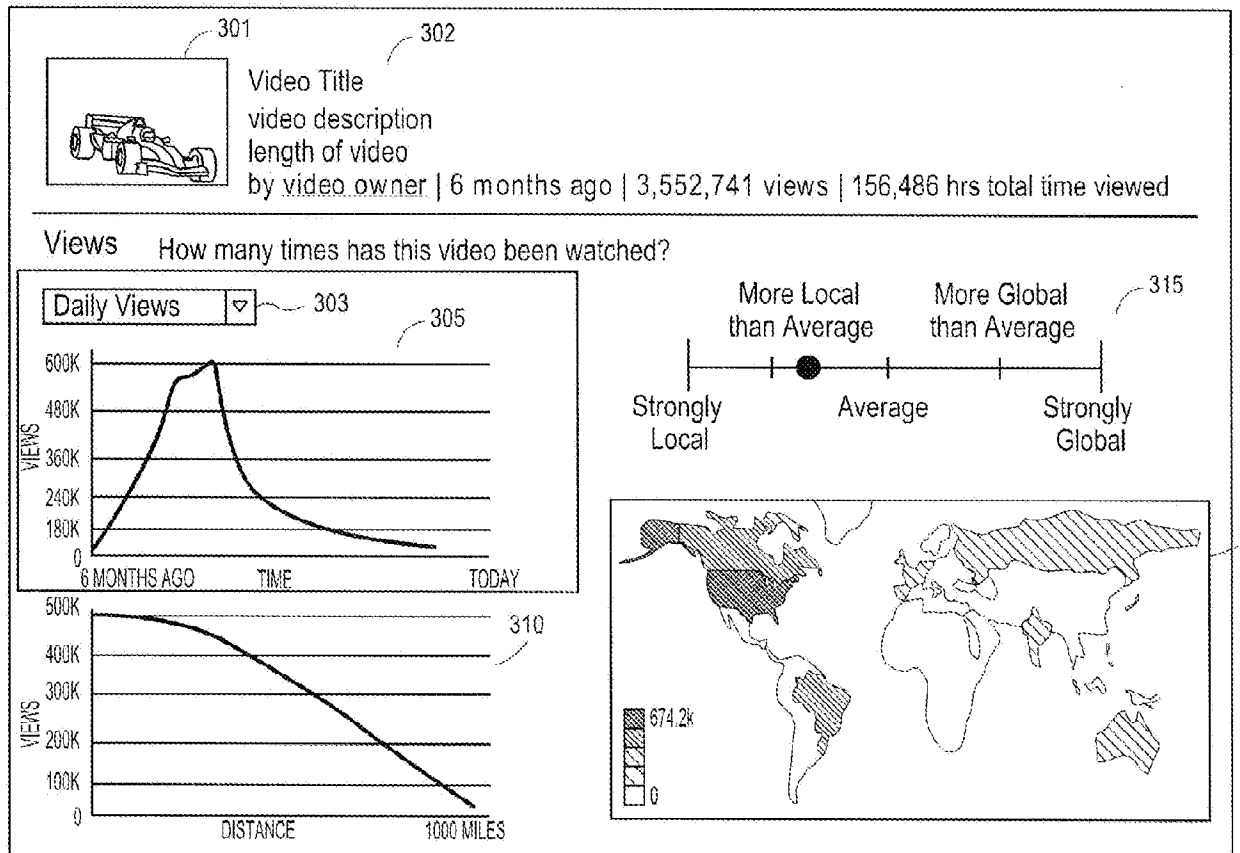 301
302
Video Title
video description
length of video
by video owner | 6 months ago | 3,552,741 views | 156,486 hrs total time viewed
Views How many times has this video been watched?
Daily Views
303
305
600K
480K
360K
240K
180K
0
VIEWS
6 MONTHS AGO TIME TODAY
500K
400K
300K
200K
100K
0
VIEWS
DISTANCE 1000 MILES
310
More Local
than Average
More Global
than Average
315
Strongly
Local
Average
Strongly
Global
674.2k
0